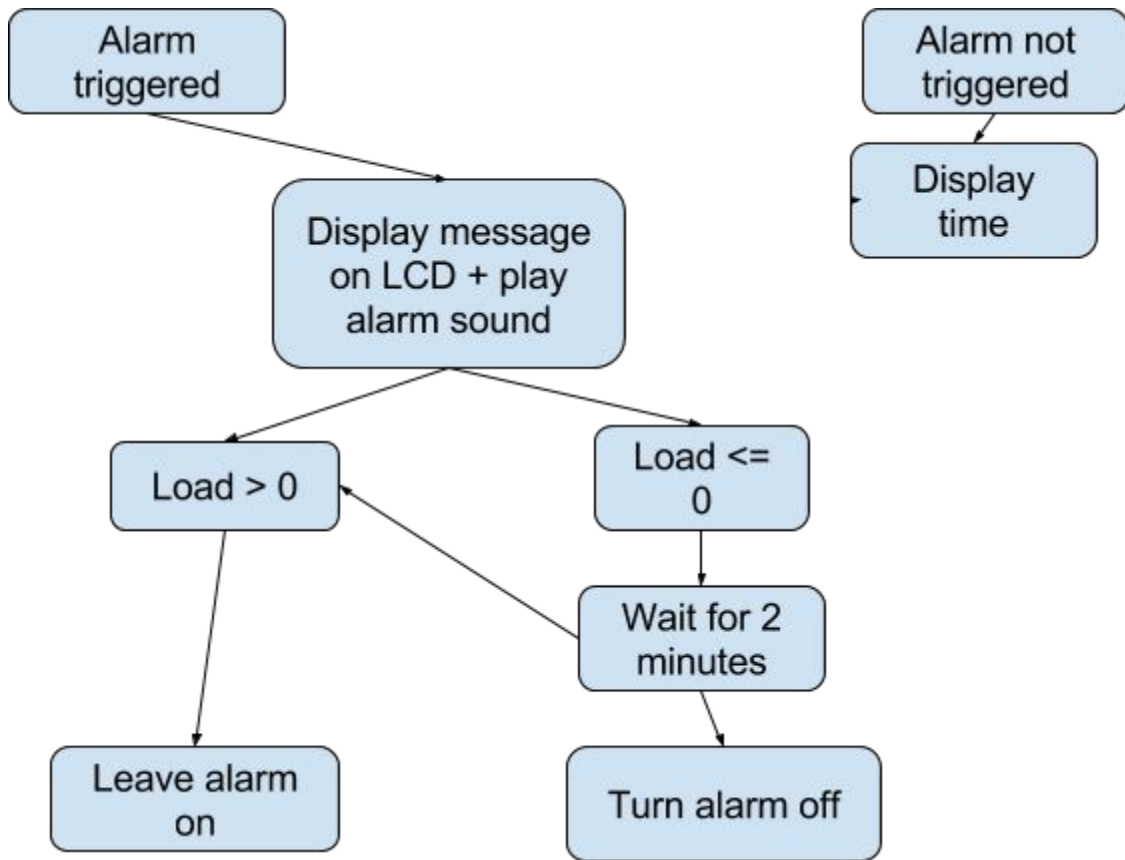 Alarm
triggered
Alarm not
triggered
Display
time
Display message
on LCD + play
alarm sound
Load > 0
Load <=
0
Wait for 2
minutes
Leave alarm
on
Turn alarm off